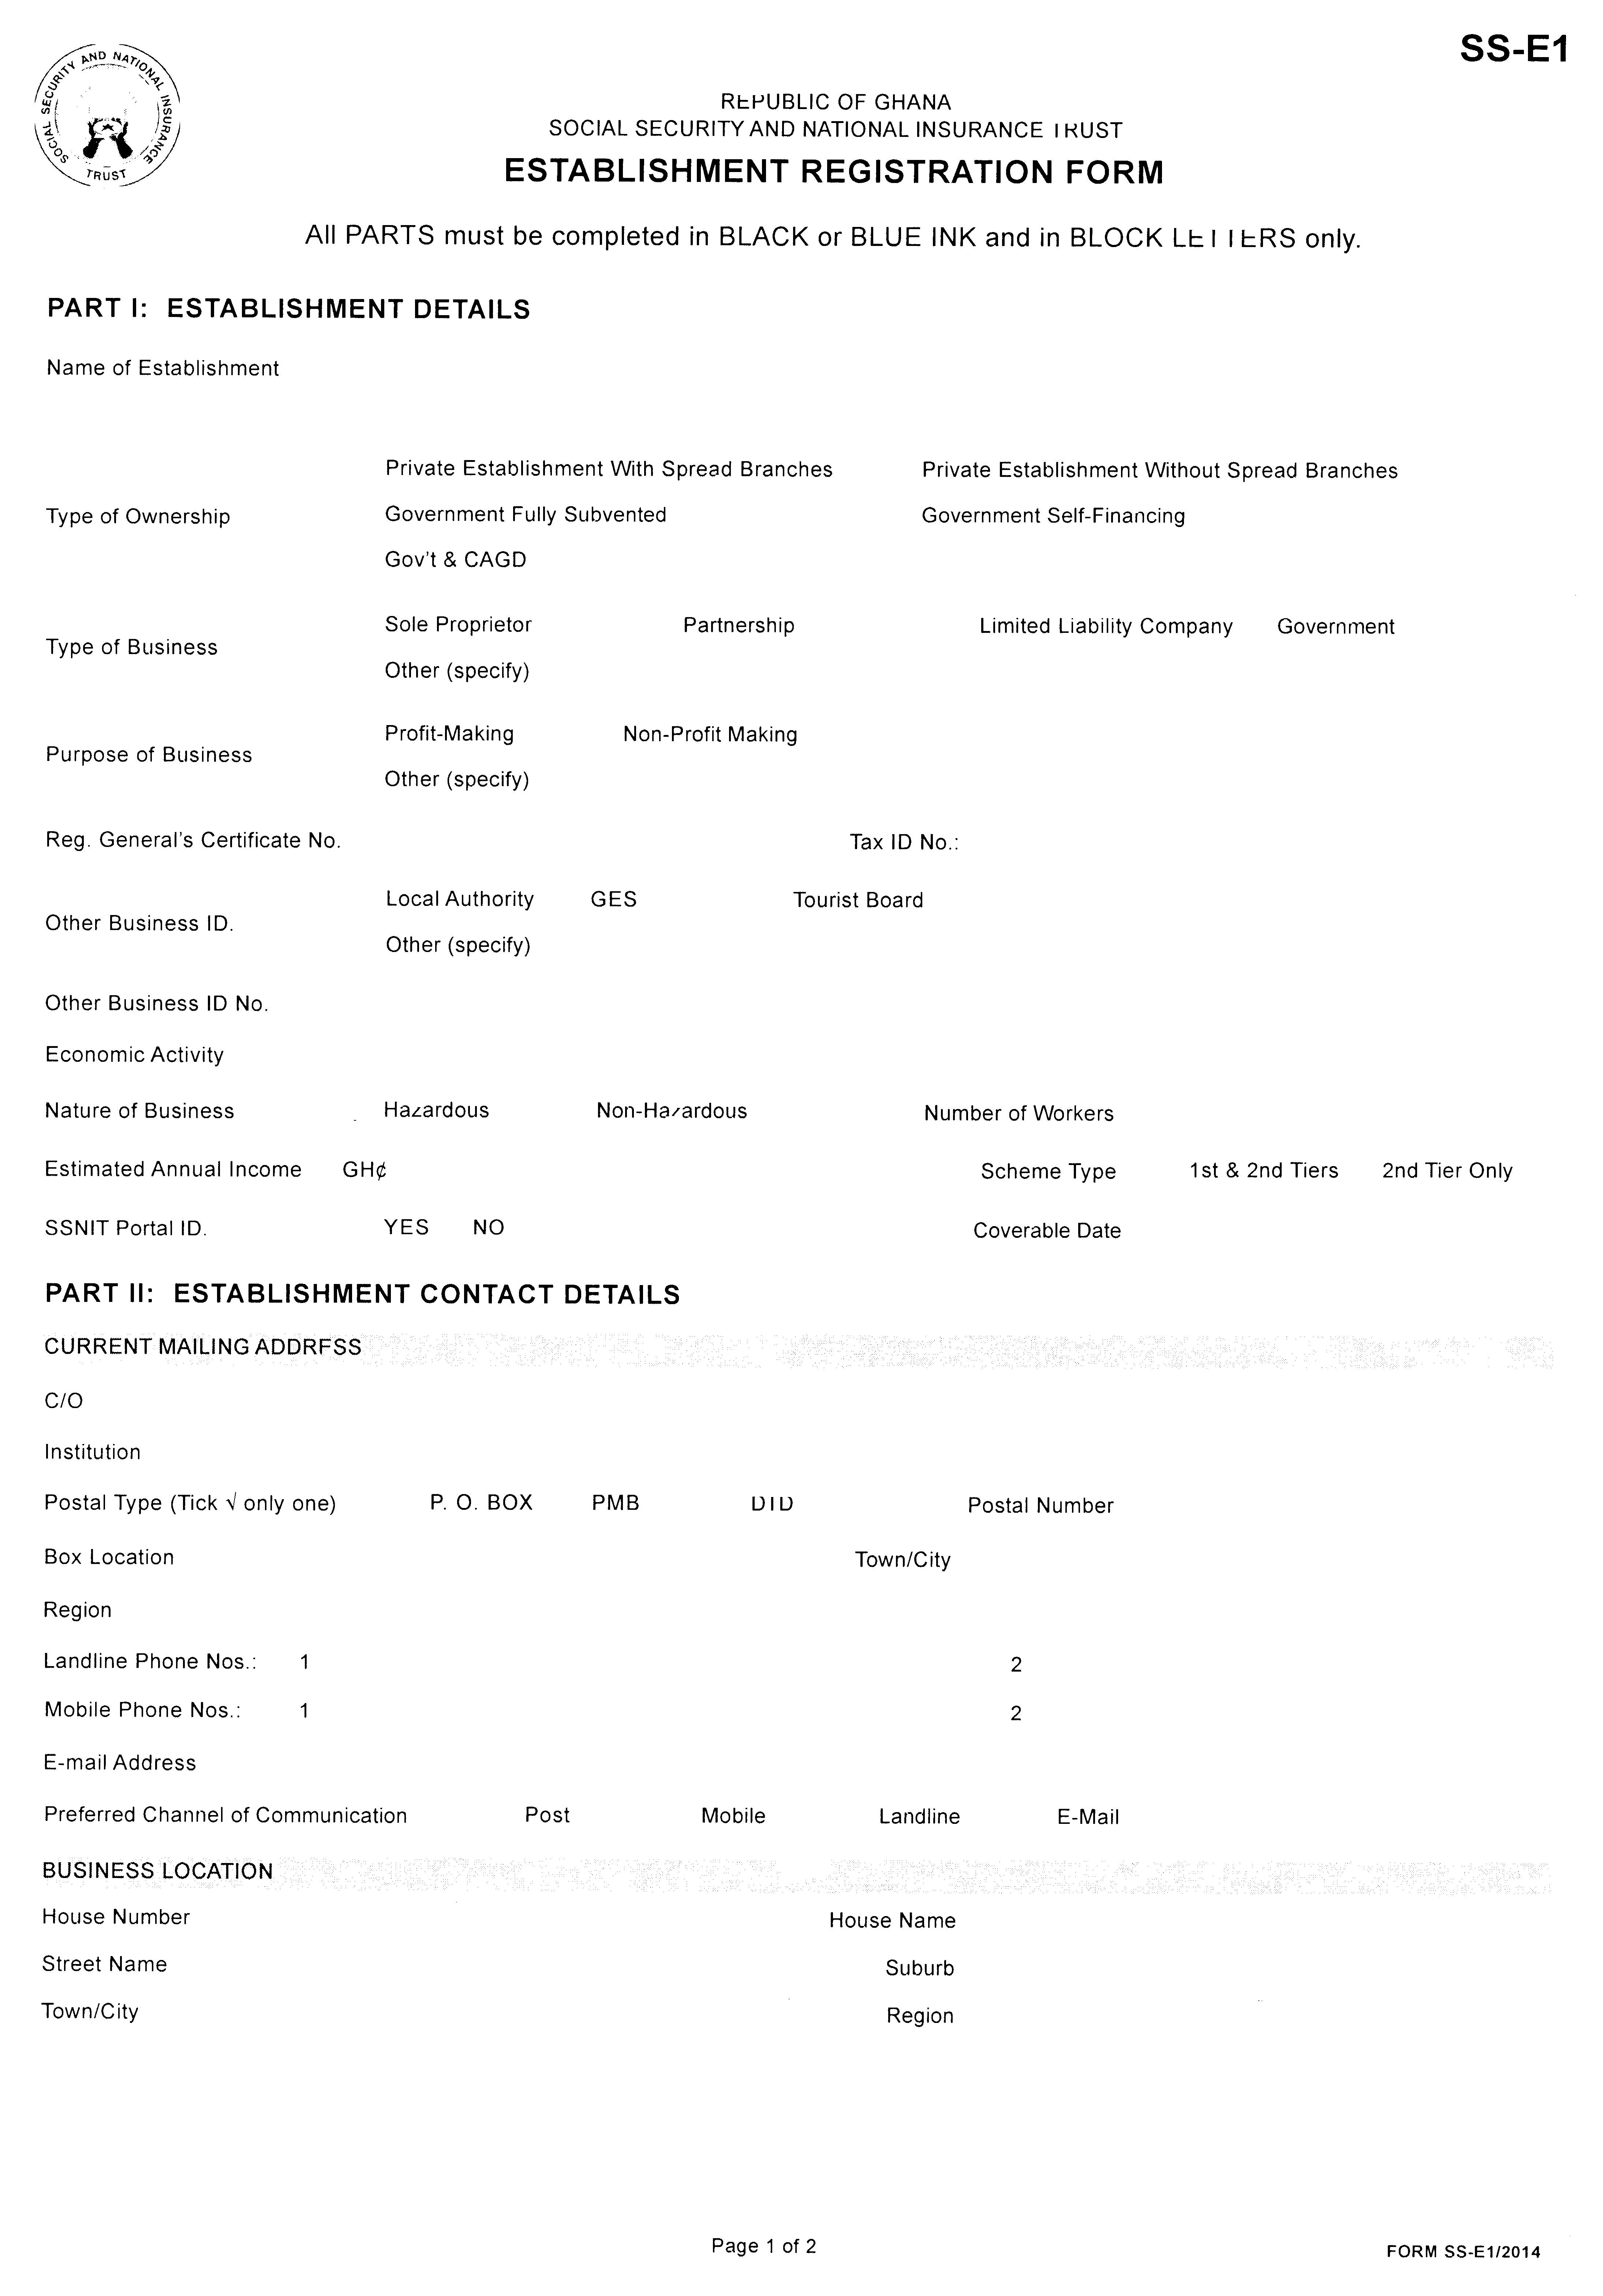 SS-E1
SOCIAL SECURITY AND NATIONAL INSURANCE TRUST
REPUBLIC OF GHANA
SOCIAL SECURITY AND NATIONAL INSURANCE TRUST
ESTABLISHMENT REGISTRATION FORM
All PARTS must be completed in BLACK or BLUE INK and in BLOCK LETTERS only.
PART I: ESTABLISHMENT DETAILS
Name of Establishment
Private Establishment With Spread Branches Private Establishment Without Spread Branches
Type of Ownership Government Fully Subvented Government Self-Financing
Gov't & CAGD
Sole Proprietor Partnership Limited Liability Company Government
Type of Business
Other (specify)
Profit-Making Non-Profit Making
Purpose of Business
Other (specify)
Reg. General's Certificate No. Tax ID No.:
Local Authority GES Tourist Board
Other Business ID.
Other (specify)
Other Business ID No.
Economic Activity
Nature of Business Hazardous Non-Hazardous Number of Workers
Estimated Annual Income GH¢ Scheme Type 1st & 2nd Tiers 2nd Tier Only
SSNIT Portal ID. YES NO Coverable Date
PART II: ESTABLISHMENT CONTACT DETAILS
CURRENT MAILING ADDRESS
C/O
Institution
Postal Type (Tick √ only one) P. O. BOX PMB DTD Postal Number
Box Location Town/City
Region
Landline Phone Nos.: 1 2
Mobile Phone Nos.: 1 2
E-mail Address
Preferred Channel of Communication Post Mobile Landline E-Mail
BUSINESS LOCATION
House Number House Name
Street Name Suburb
Town/City Region
Page 1 of 2
FORM SS-E1/2014